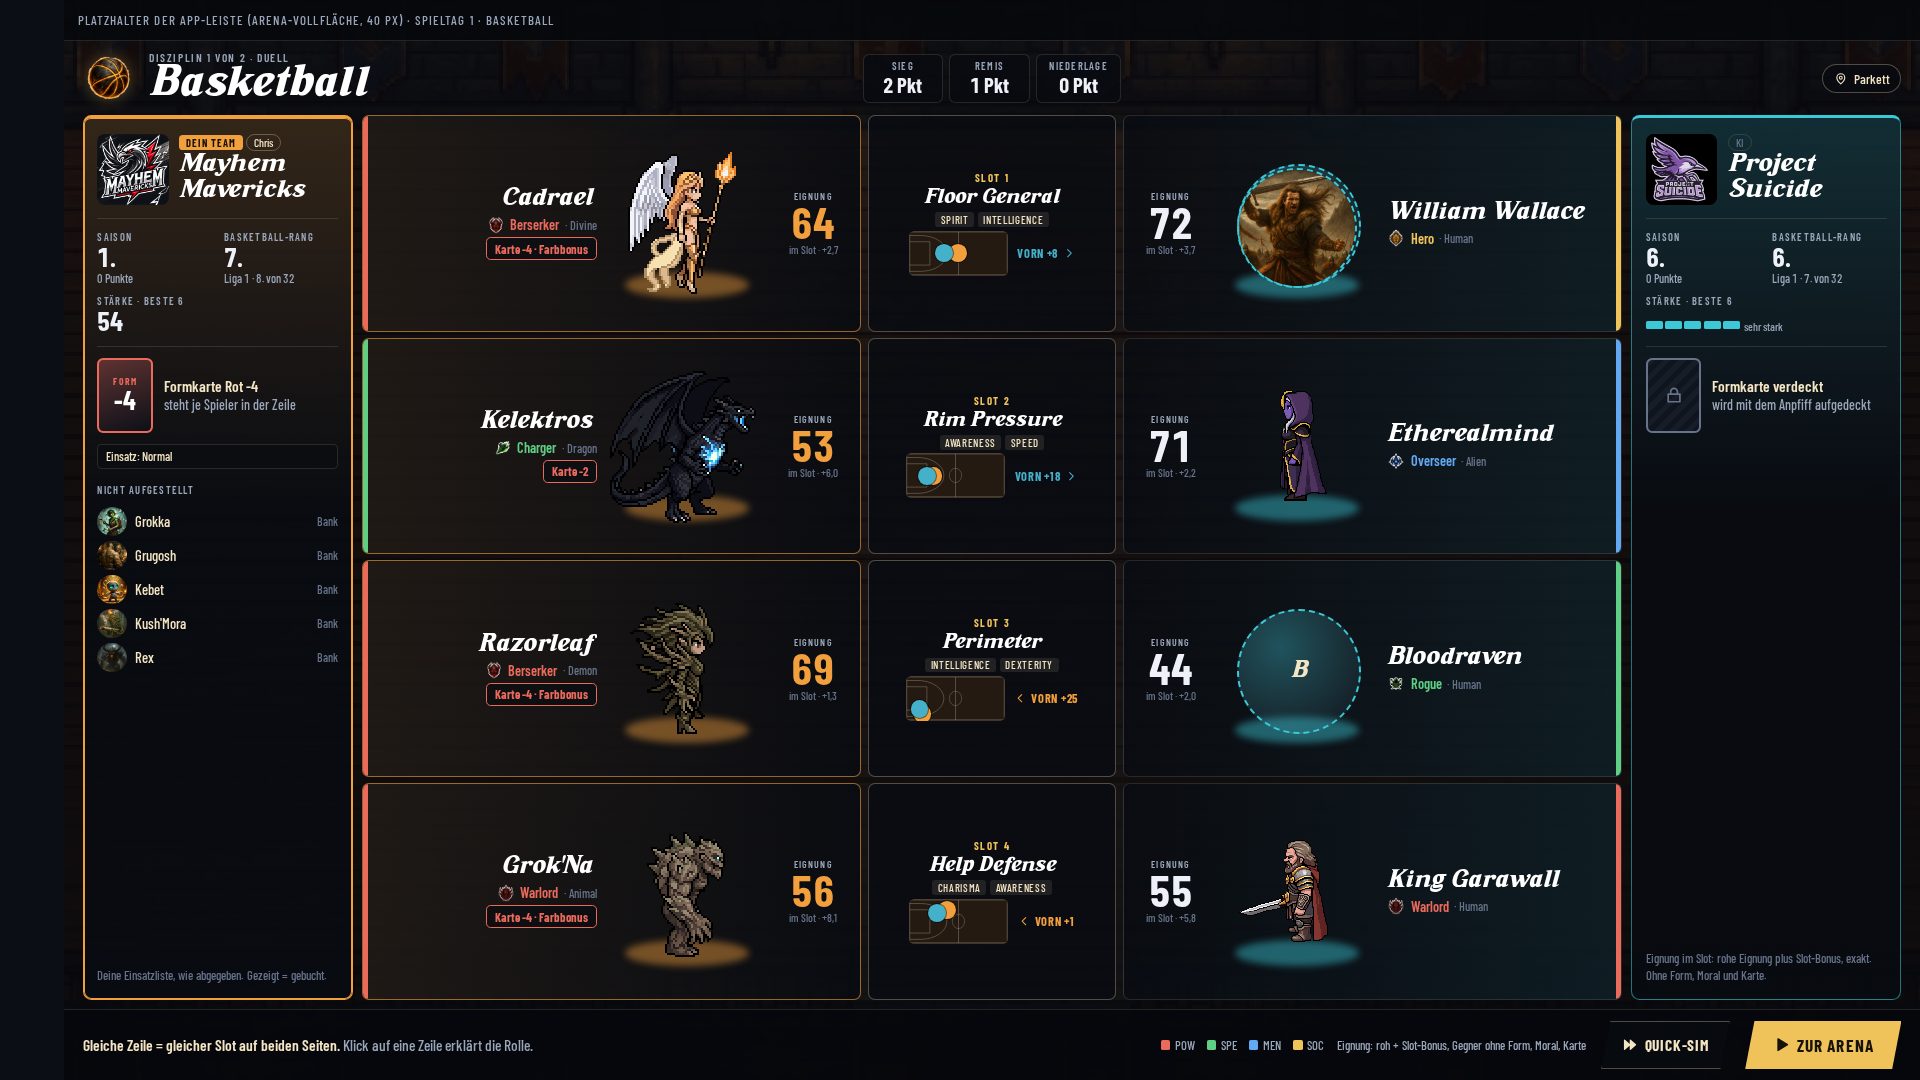 PLATZHALTER DER APP-LEISTE (ARENA-VOLLFLÄCHE, 40 PX) · SPIELTAG 1 · BASKETBALL
DISZIPLIN 1 VON 2 · DUELL
Basketball
SIEG
2 Pkt
REMIS
1 Pkt
NIEDERLAGE
0 Pkt
Parkett
MAYHEM
MAVERICKS
DEIN TEAM
Chris
Mayhem
Mavericks
SAISON
1.
0 Punkte
BASKETBALL-RANG
7.
Liga 1 · 8. von 32
STÄRKE · BESTE 6
54
FORM
-4
Formkarte Rot -4
steht je Spieler in der Zeile
Einsatz: Normal
NICHT AUFGESTELLT
Grokka
Bank
Grugosh
Bank
Kebet
Bank
Kush'Mora
Bank
Rex
Bank
Deine Einsatzliste, wie abgegeben. Gezeigt = gebucht.
Cadrael
Berserker · Divine
Karte -4 · Farbbonus
EIGNUNG
64
im Slot · +2,7
SLOT 1
Floor General
SPIRIT
INTELLIGENCE
VORN +8
EIGNUNG
72
im Slot · +3,7
William Wallace
Hero · Human
Kelektros
Charger · Dragon
Karte -2
EIGNUNG
53
im Slot · +6,0
SLOT 2
Rim Pressure
AWARENESS
SPEED
VORN +18
EIGNUNG
71
im Slot · +2,2
Etherealmind
Overseer · Alien
Razorleaf
Berserker · Demon
Karte -4 · Farbbonus
EIGNUNG
69
im Slot · +1,3
SLOT 3
Perimeter
INTELLIGENCE
DEXTERITY
VORN +25
EIGNUNG
44
im Slot · +2,0
B
Bloodraven
Rogue · Human
Grok'Na
Warlord · Animal
Karte -4 · Farbbonus
EIGNUNG
56
im Slot · +8,1
SLOT 4
Help Defense
CHARISMA
AWARENESS
VORN +1
EIGNUNG
55
im Slot · +5,8
King Garawall
Warlord · Human
PROJECT
SUICIDE
KI
Project
Suicide
SAISON
6.
0 Punkte
BASKETBALL-RANG
6.
Liga 1 · 7. von 32
STÄRKE · BESTE 6
sehr stark
Formkarte verdeckt
wird mit dem Anpfiff aufgedeckt
Eignung im Slot: rohe Eignung plus Slot-Bonus, exakt.
Ohne Form, Moral und Karte.
Gleiche Zeile = gleicher Slot auf beiden Seiten. Klick auf eine Zeile erklärt die Rolle.
POW
SPE
MEN
SOC
Eignung: roh + Slot-Bonus, Gegner ohne Form, Moral, Karte
QUICK-SIM
ZUR ARENA